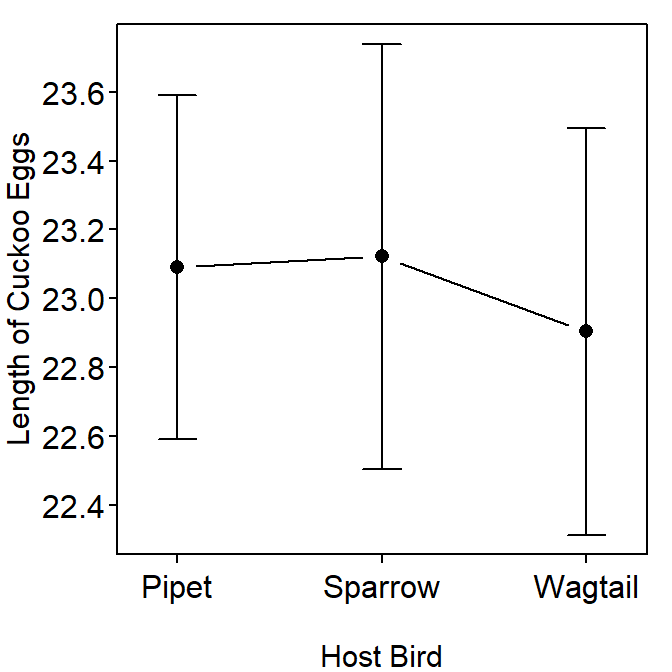 Length of Cuckoo Eggs
23.6
23.4
23.2
23.0
22.8
22.6
22.4
Pipet Sparrow Wagtail
Host Bird